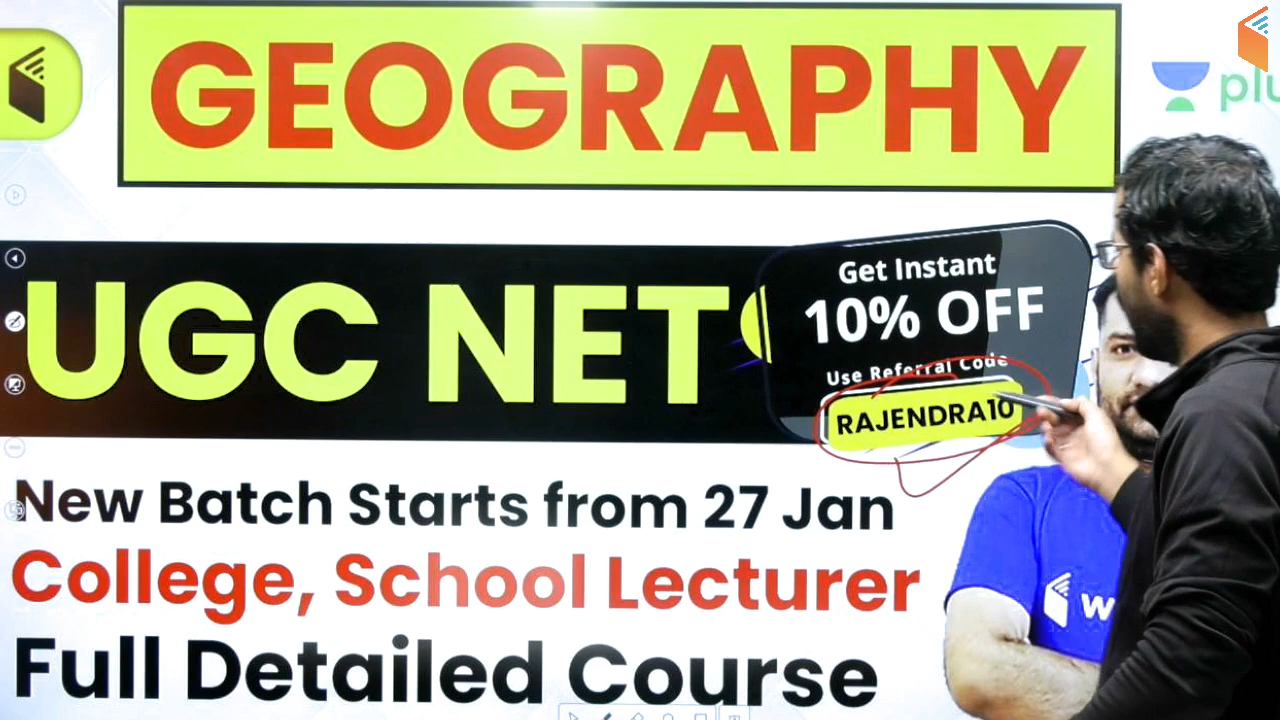 GEOGRAPHY
plu
UGC NET
Get Instant
10% OFF
Use Referral Code
RAJENDRA10
New Batch Starts from 27 Jan
College, School Lecturer
Full Detailed Course
W